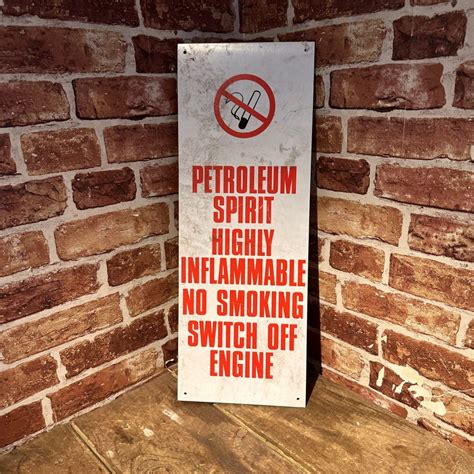 PETROLEUM
SPIRIT
HIGHLY
INFLAMMABLE
NO SMOKING
SWITCH OFF
ENGINE